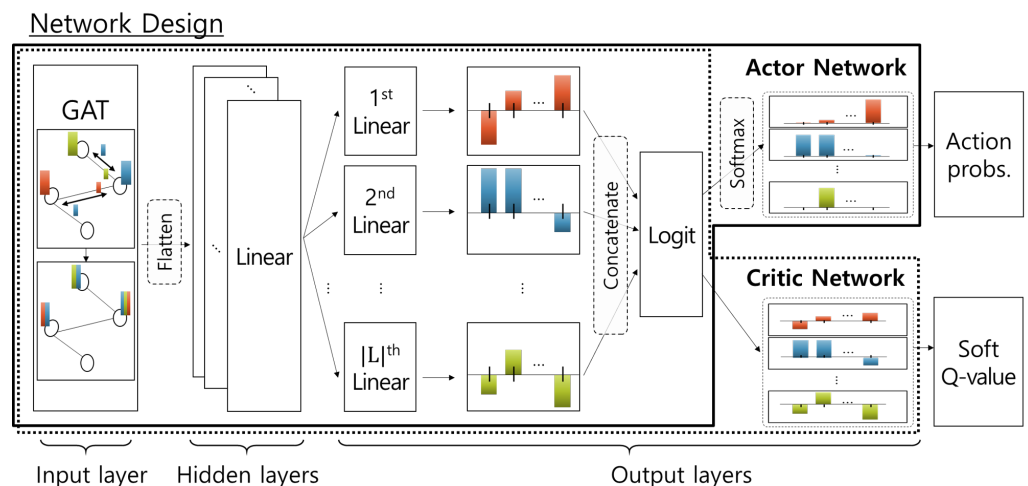 Network Design
GAT
Flatten
Linear
1st
Linear
2nd
Linear
|L|th
Linear
...
...
...
Concatenate
Logit
Softmax
Actor Network
...
...
Action
probs.
Critic Network
...
...
...
Soft
Q-value
Input layer
Hidden layers
Output layers